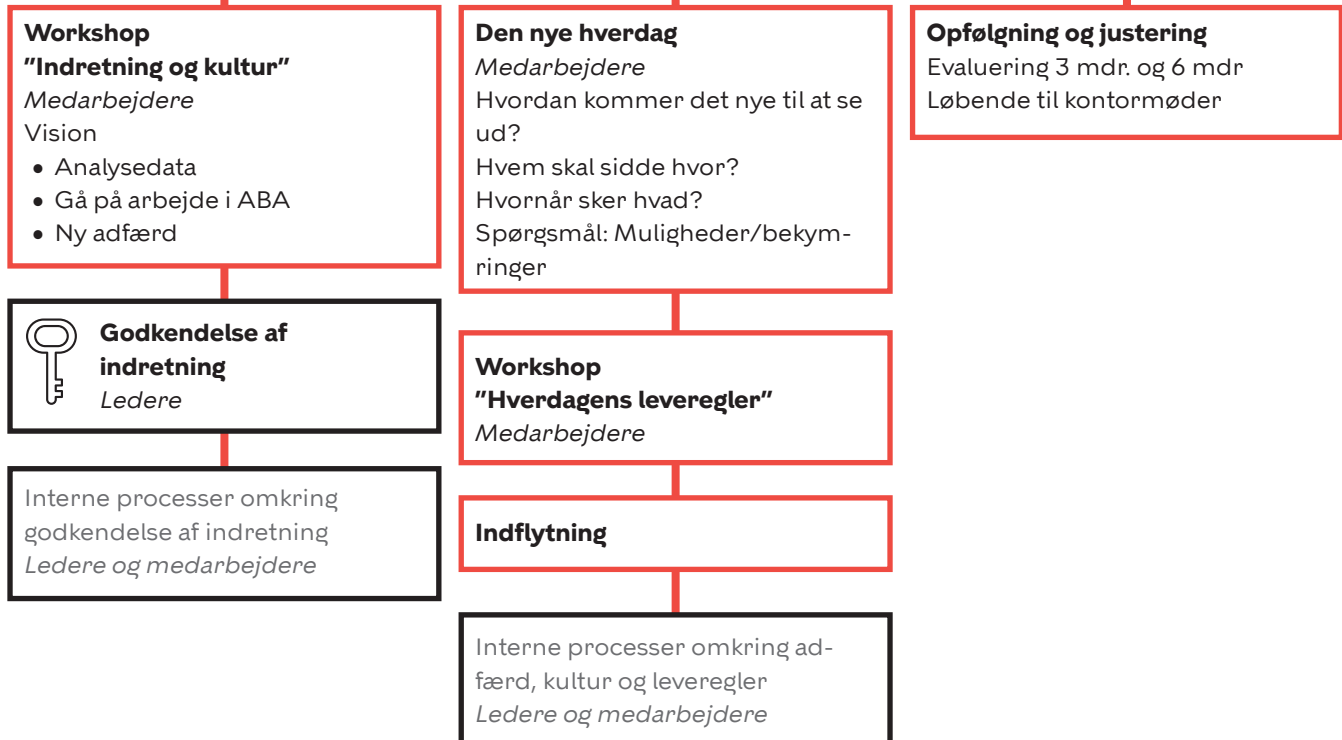 Workshop
”Indretning og kultur”
Medarbejdere
Vision
• Analysedata
• Gå på arbejde i ABA
• Ny adfærd
Godkendelse af
indretning
Ledere
Interne processer omkring
godkendelse af indretning
Ledere og medarbejdere
Den nye hverdag
Medarbejdere
Hvordan kommer det nye til at se
ud?
Hvem skal sidde hvor?
Hvornår sker hvad?
Spørgsmål: Muligheder/bekym-
ringer
Workshop
”Hverdagens leveregler”
Medarbejdere
Indflytning
Interne processer omkring ad-
færd, kultur og leveregler
Ledere og medarbejdere
Opfølgning og justering
Evaluering 3 mdr. og 6 mdr
Løbende til kontormøder